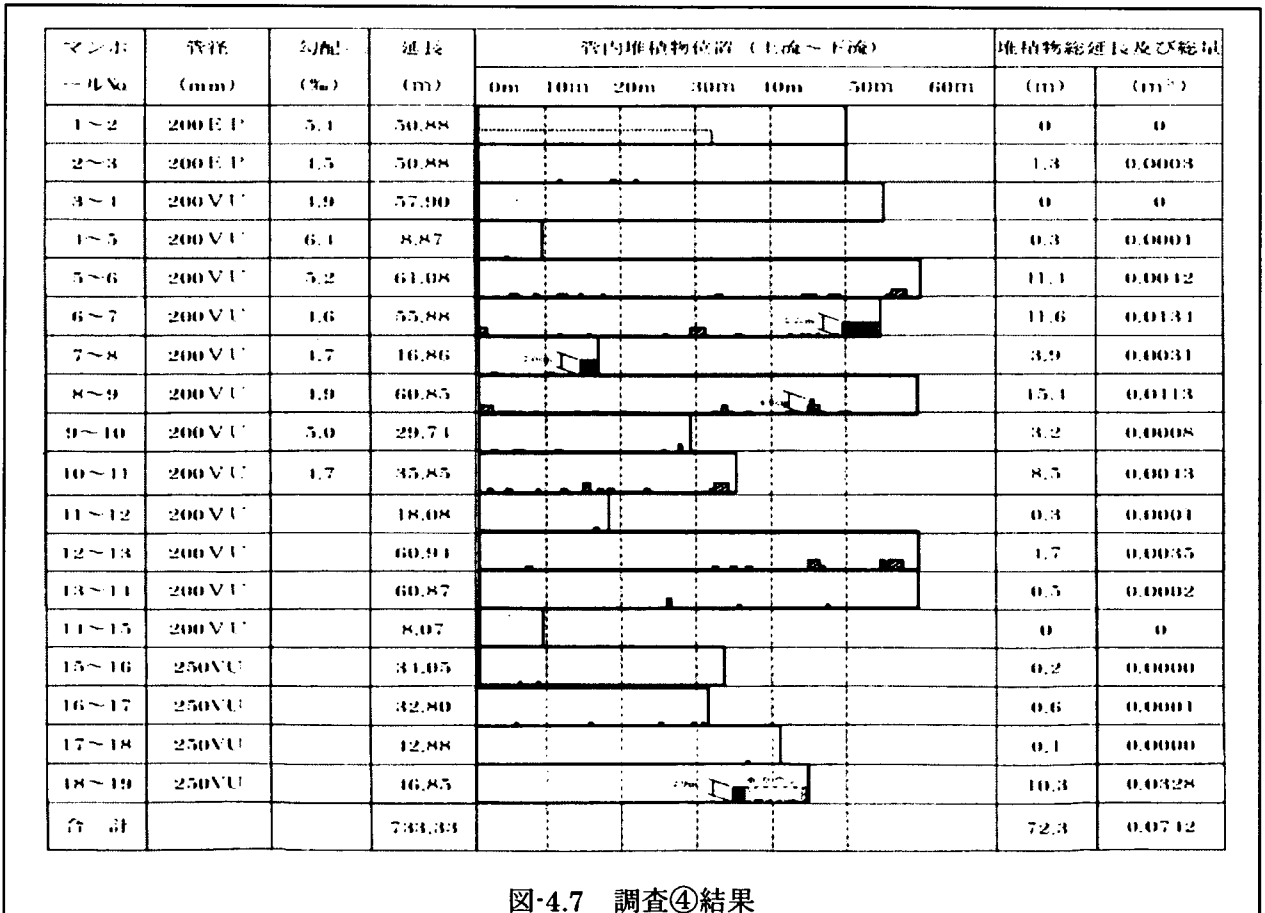 マンホールNo. 管径 (mm) 勾配 (‰) 延長 (m) 管内堆積物位置（上流～下流） 堆積物総延長及び総量
0m 10m 20m 30m 40m 50m 60m (m) (m³)
1～2 200EP 5.4 50.88 0 0
2～3 200EP 4.5 50.88 1.3 0.0003
3～4 200VU 4.9 57.90 0 0
4～5 200VU 6.4 8.87 0.3 0.0001
5～6 200VU 5.2 61.08 11.4 0.0042
6～7 200VU 4.6 55.88 11.6 0.0134
7～8 200VU 4.7 16.86 3.9 0.0031
8～9 200VU 4.9 60.85 15.4 0.0113
9～10 200VU 5.0 29.74 3.2 0.0008
10～11 200VU 4.7 35.85 8.5 0.0043
11～12 200VU 18.08 0.3 0.0001
12～13 200VU 60.94 4.7 0.0035
13～14 200VU 60.87 0.5 0.0002
14～15 200VU 8.07 0 0
15～16 250VU 34.05 0.2 0.0000
16～17 250VU 32.80 0.6 0.0001
17～18 250VU 42.88 0.1 0.0000
18～19 250VU 46.85 10.3 0.0328
合計 733.33 72.3 0.0742
図-4.7 調査④結果